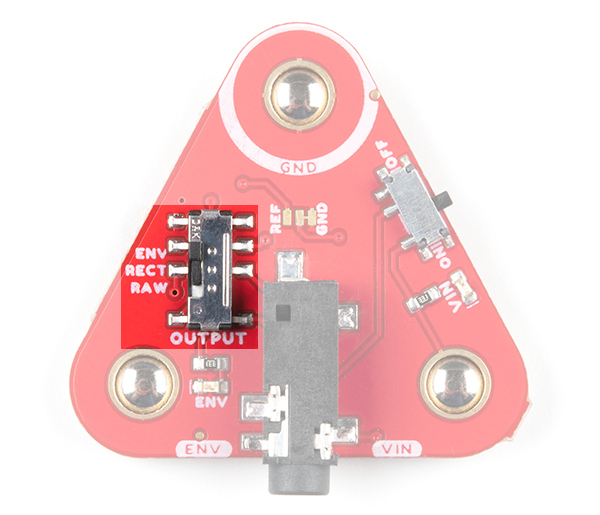 GND
OFF
REF
GND
ENV
RECT
RAW
ON
VIN
OUTPUT
ENV
ENV
VIN